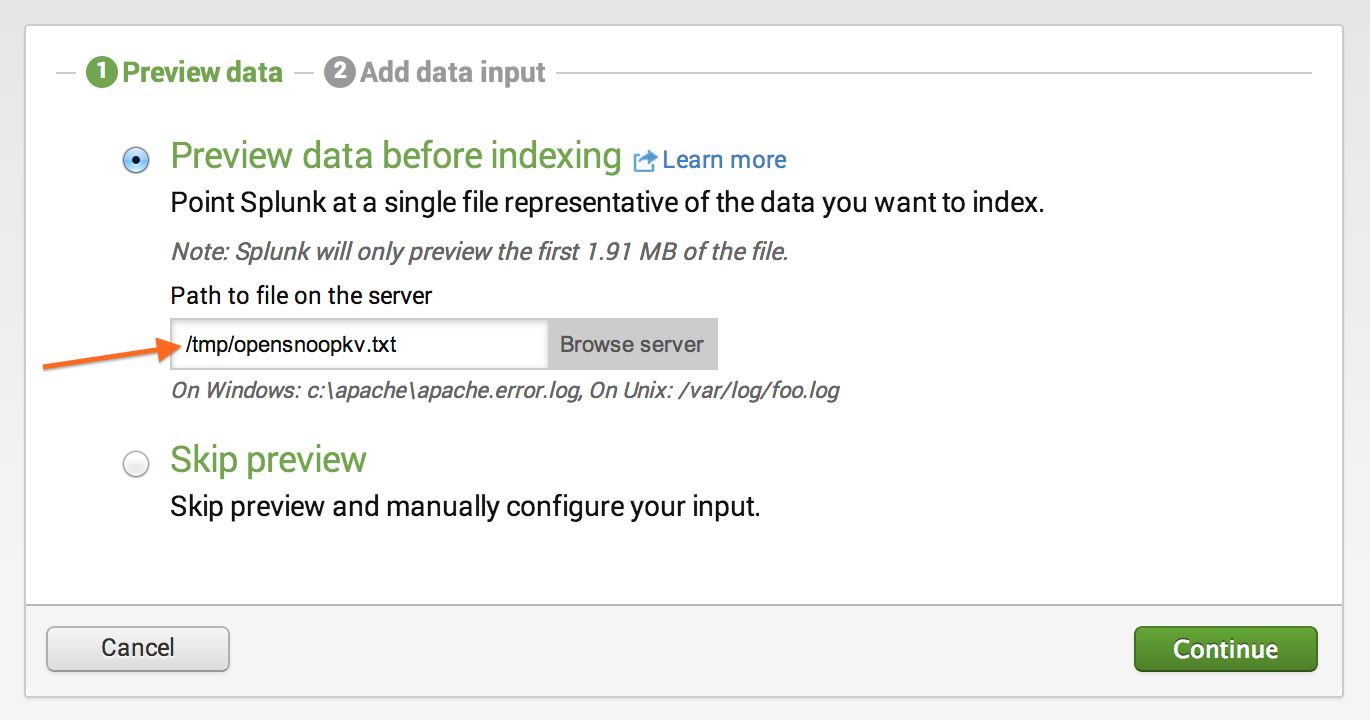 1 Preview data 2 Add data input
Preview data before indexing Learn more
Point Splunk at a single file representative of the data you want to index.
Note: Splunk will only preview the first 1.91 MB of the file.
Path to file on the server
/tmp/opensnoopkv.txt Browse server
On Windows: c:\apache\apache.error.log, On Unix: /var/log/foo.log
Skip preview
Skip preview and manually configure your input.
Cancel Continue